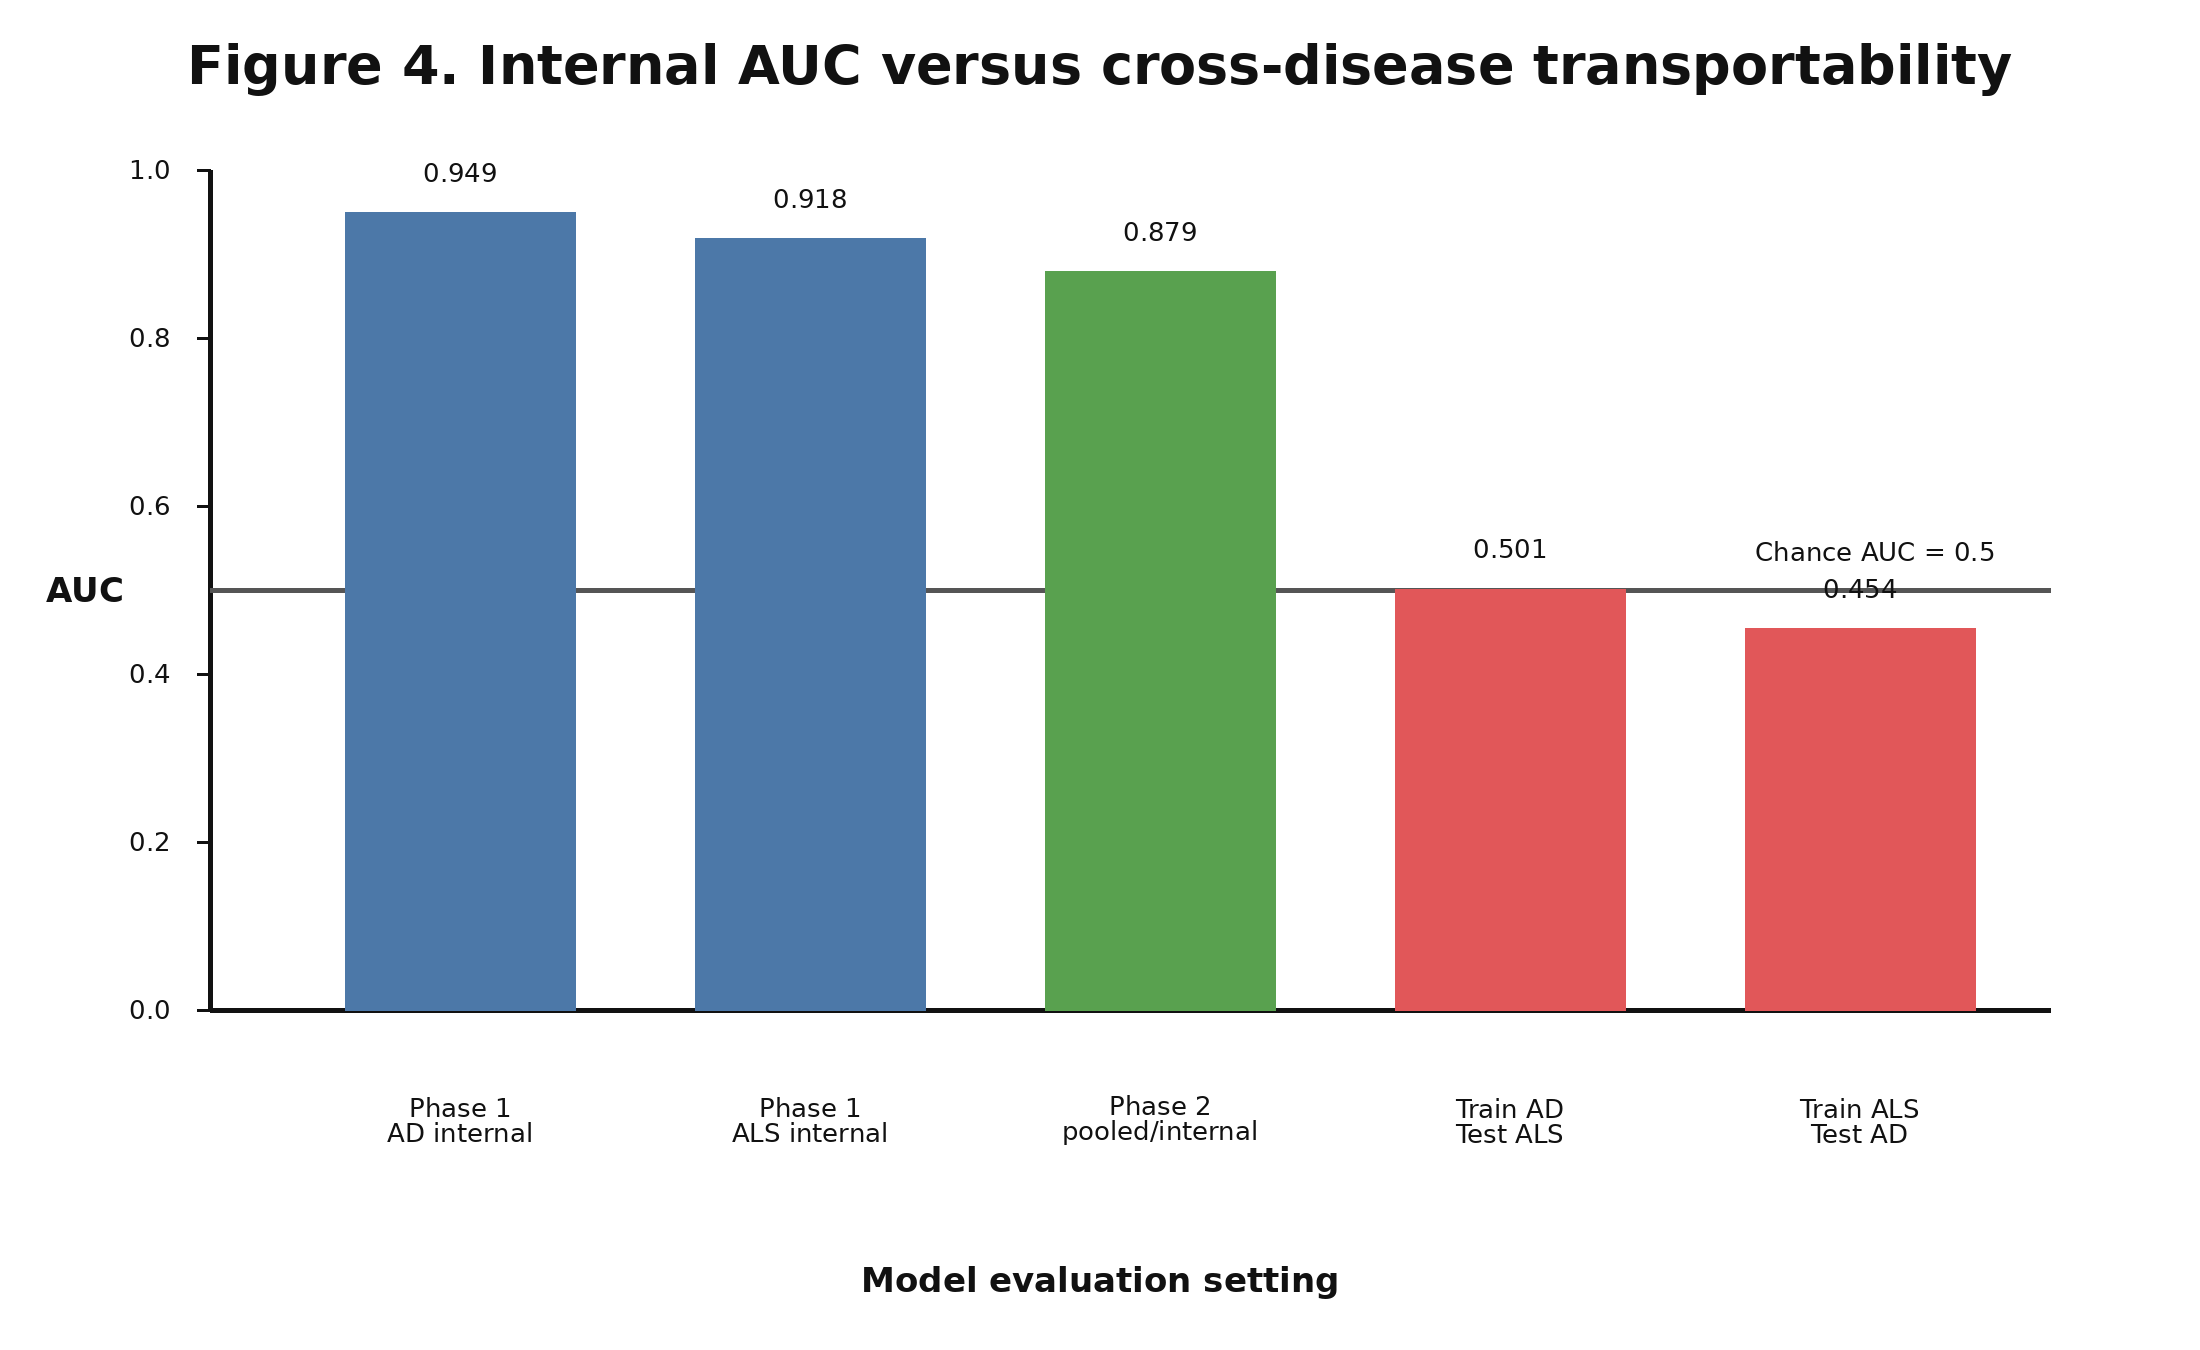 Figure 4. Internal AUC versus cross-disease transportability
1.0
0.8
0.6
0.4
0.2
0.0
AUC
0.949
0.918
0.879
0.501
Chance AUC = 0.5
0.454
Phase 1
AD internal
Phase 1
ALS internal
Phase 2
pooled/internal
Train AD
Test ALS
Train ALS
Test AD
Model evaluation setting